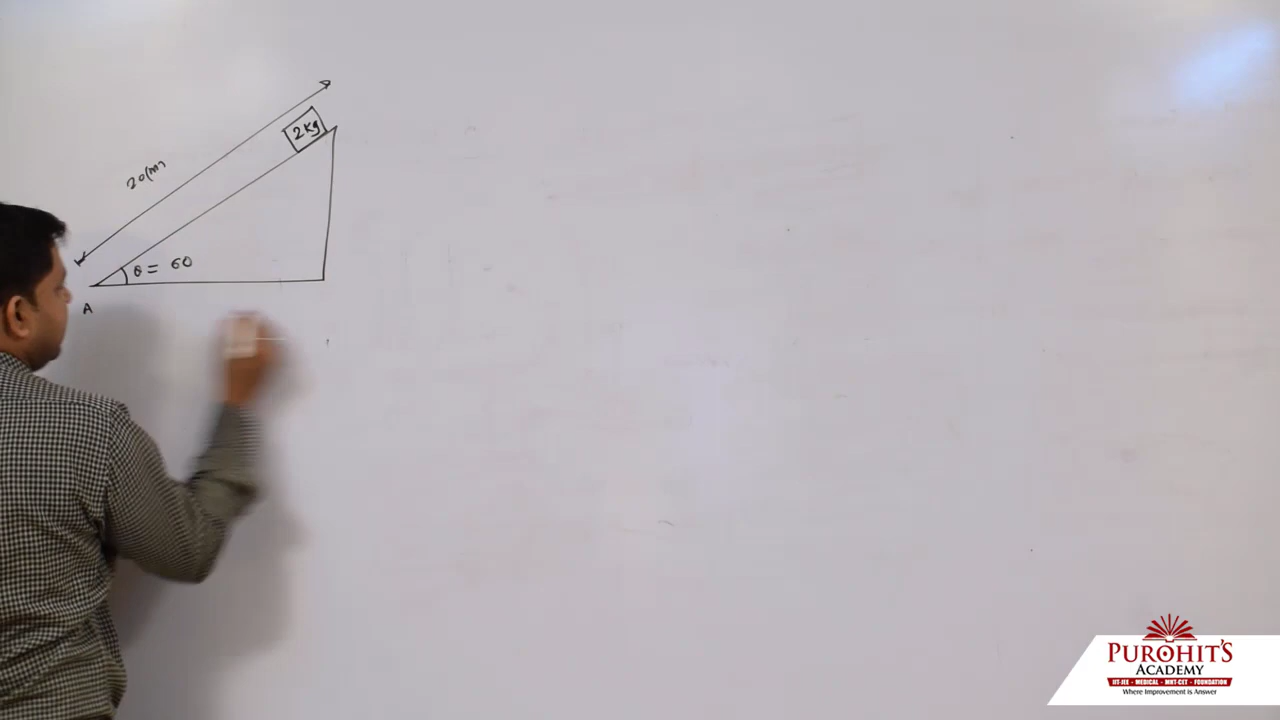 2kg
20(m)
θ = 60
A
PUROHIT'S
ACADEMY
IIT-JEE - MEDICAL - MHT-CET - FOUNDATION
Where Improvement is Answer